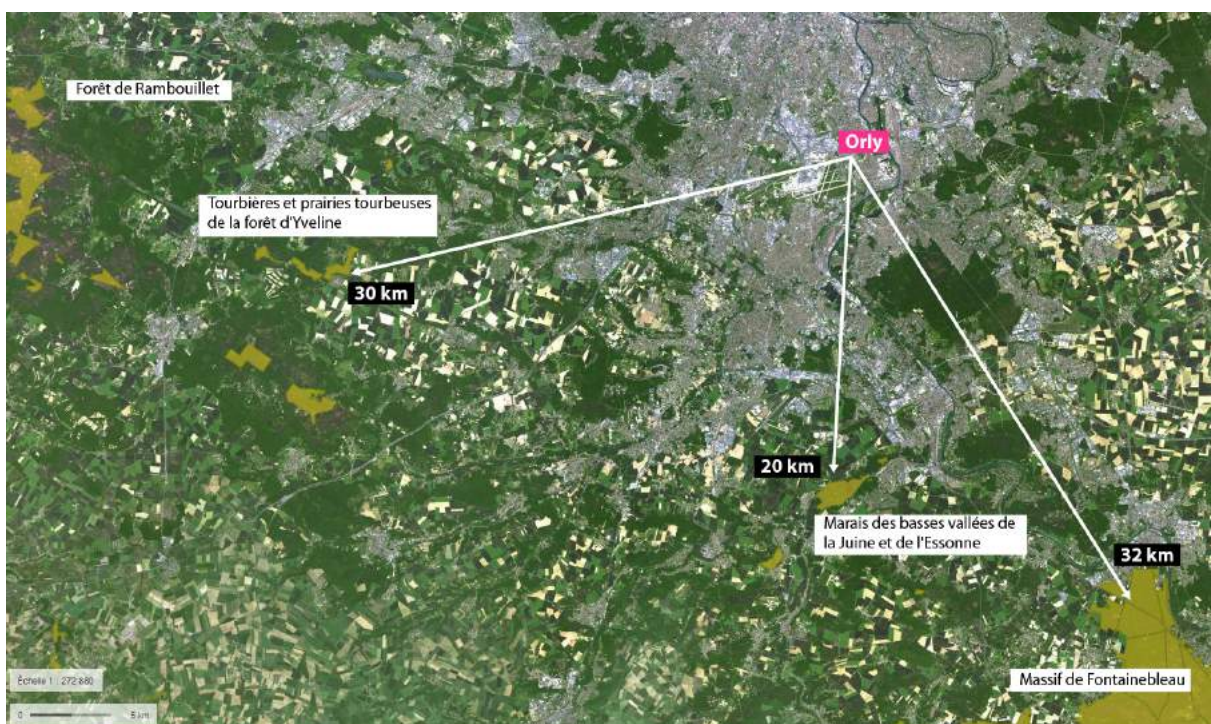 Forêt de Rambouillet
Orly
Tourbières et prairies tourbeuses
de la forêt d'Yveline
30 km
20 km
Marais des basses vallées de
la Juine et de l'Essonne
32 km
Massif de Fontainebleau
Échelle 1 : 272 880
0 5 km